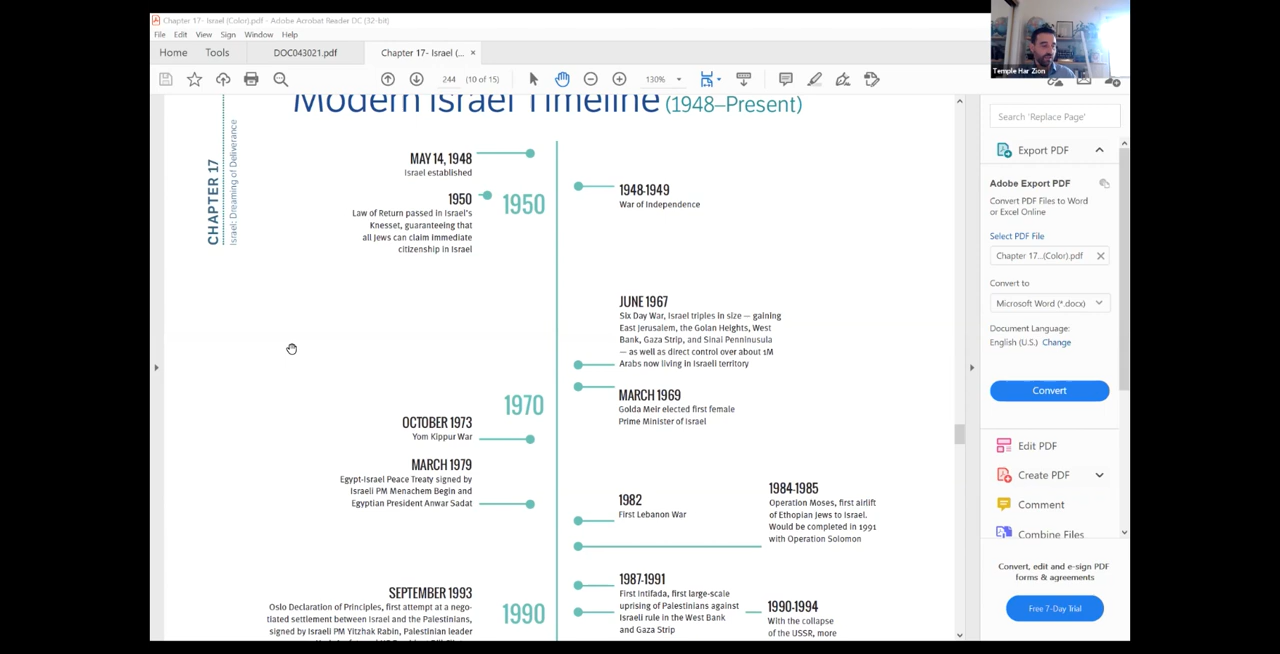 Chapter 17- Israel (Color).pdf - Adobe Acrobat Reader DC (32-bit)
File Edit View Sign Window Help
Home Tools DOC043021.pdf Chapter 17- Israel (... ×
244 (10 of 15) 130%
Temple Har Zion
Modern Israel Timeline (1948–Present)
CHAPTER 17
Israel: Dreaming of Deliverance
MAY 14, 1948
Israel established
1950
Law of Return passed in Israel's
Knesset, guaranteeing that
all Jews can claim immediate
citizenship in Israel
1950
1948-1949
War of Independence
JUNE 1967
Six Day War, Israel triples in size — gaining
East Jerusalem, the Golan Heights, West
Bank, Gaza Strip, and Sinai Penninusula
— as well as direct control over about 1M
Arabs now living in Israeli territory
MARCH 1969
Golda Meir elected first female
Prime Minister of Israel
1970
OCTOBER 1973
Yom Kippur War
MARCH 1979
Egypt-Israel Peace Treaty signed by
Israeli PM Menachem Begin and
Egyptian President Anwar Sadat
1982
First Lebanon War
1984-1985
Operation Moses, first airlift
of Ethopian Jews to Israel.
Would be completed in 1991
with Operation Solomon
1987-1991
First Intifada, first large-scale
uprising of Palestinians against
Israeli rule in the West Bank
and Gaza Strip
1990-1994
With the collapse
of the USSR, more
SEPTEMBER 1993
Oslo Declaration of Principles, first attempt at a nego-
tiated settlement between Israel and the Palestinians,
signed by Israeli PM Yitzhak Rabin, Palestinian leader
1990
Search 'Replace Page'
Export PDF
Adobe Export PDF
Convert PDF Files to Word
or Excel Online
Select PDF File
Chapter 17...(Color).pdf
Convert to
Microsoft Word (*.docx)
Document Language:
English (U.S.) Change
Convert
Edit PDF
Create PDF
Comment
Combine Files
Convert, edit and e-sign PDF
forms & agreements
Free 7-Day Trial